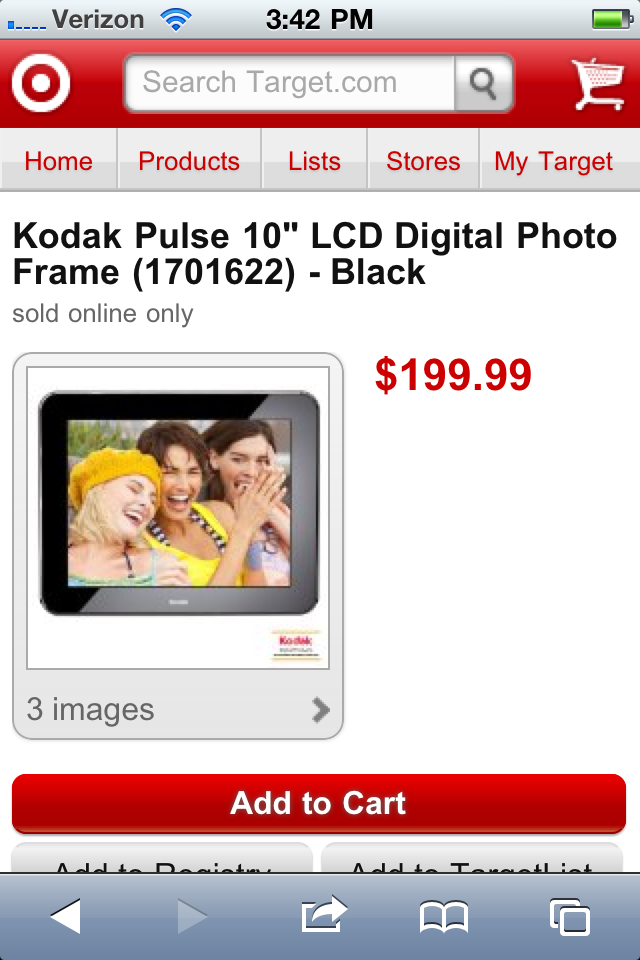 Verizon 3:42 PM
Search Target.com
Home Products Lists Stores My Target
Kodak Pulse 10" LCD Digital Photo
Frame (1701622) - Black
sold online only
$199.99
Kodak
3 images
Add to Cart
Add to Registry Add to TargetList